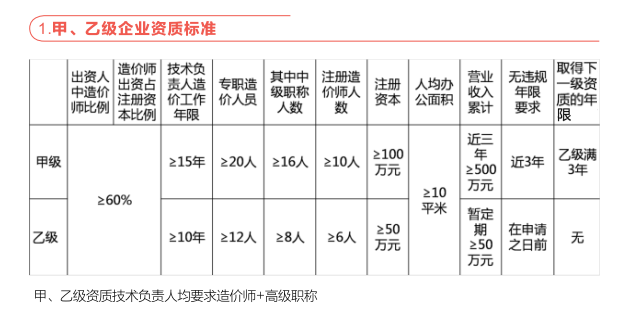 1.甲、乙级企业资质标准
出资人中造价师比例 造价师出资占注册资本比例 技术负责人造价工作年限 专职造价人员 其中中级职称人数 注册造价师人数 注册资本 人均办公面积 营业收入累计 无违规年限要求 取得下一级资质的年限
甲级 ≥60% ≥15年 ≥20人 ≥16人 ≥10人 ≥100万元 ≥10平米 近三年≥500万元 近3年 乙级满3年
乙级 ≥10年 ≥12人 ≥8人 ≥6人 ≥50万元 暂定期≥50万元 在申请之日前 无
甲、乙级资质技术负责人均要求造价师+高级职称